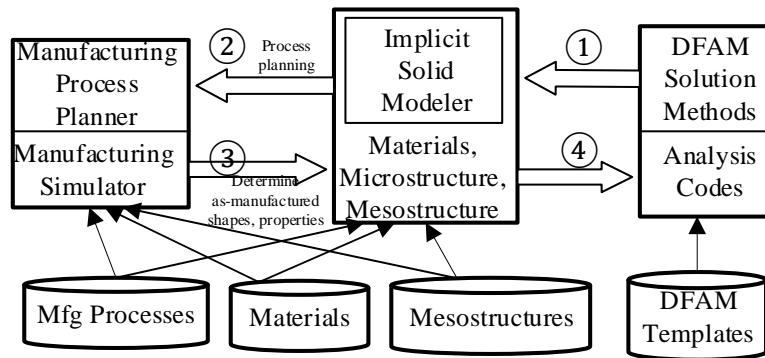 Manufacturing
Process
Planner
Manufacturing
Simulator
②
Process
planning
③
Determine
as-manufactured
shapes, properties
Implicit
Solid
Modeler
Materials,
Microstructure,
Mesostructure
①
④
DFAM
Solution
Methods
Analysis
Codes
Mfg Processes
Materials
Mesostructures
DFAM
Templates